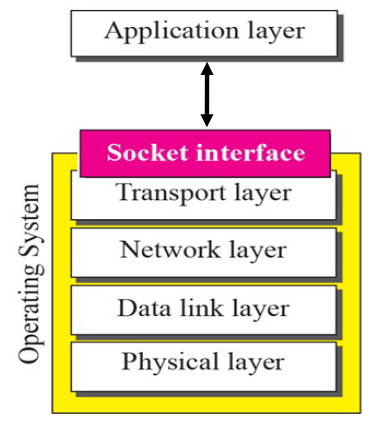 Application layer
Socket interface
Transport layer
Network layer
Data link layer
Physical layer
Operating System